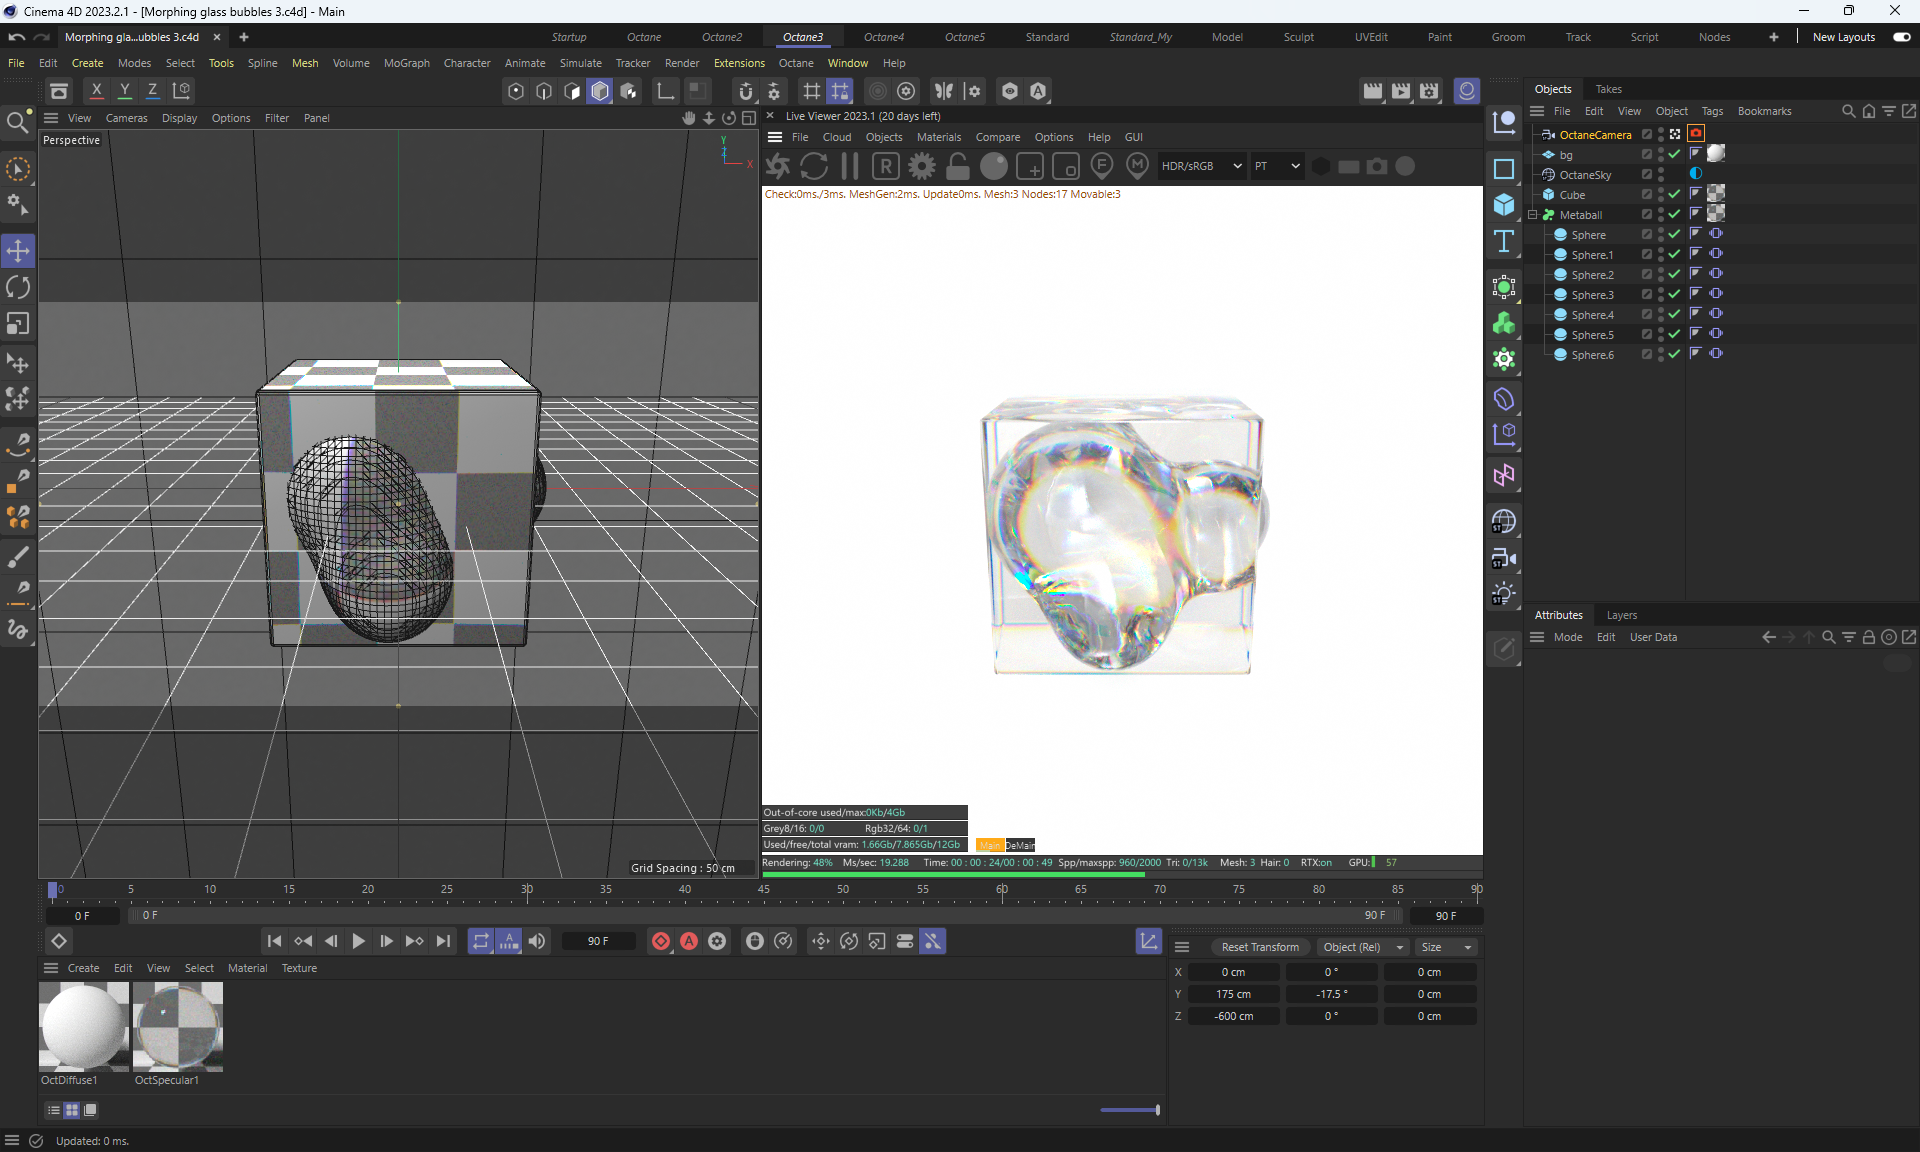 Cinema 4D 2023.2.1 - [Morphing glass bubbles 3.c4d] - Main
Morphing gla...ubbles 3.c4d
Startup Octane Octane2 Octane3 Octane4 Octane5 Standard Standard_My Model Sculpt UVEdit Paint Groom Track Script Nodes New Layouts
File Edit Create Modes Select Tools Spline Mesh Volume MoGraph Character Animate Simulate Tracker Render Extensions Octane Window Help
X Y Z
View Cameras Display Options Filter Panel
Perspective
Y
X
Grid Spacing : 50 cm
Live Viewer 2023.1 (20 days left)
File Cloud Objects Materials Compare Options Help GUI
R F M HDR/sRGB PT
Check:0ms./3ms. MeshGen:2ms. Update0ms. Mesh:3 Nodes:17 Movable:3
Out-of-core used/max:0Kb/4Gb
Grey8/16: 0/0 Rgb32/64: 0/1
Used/free/total vram: 1.66Gb/7.865Gb/12Gb
Main DeMain
Rendering: 48% Ms/sec: 19.288 Time: 00 : 00 : 24/00 : 00 : 49 Spp/maxspp: 960/2000 Tri: 0/13k Mesh: 3 Hair: 0 RTX:on GPU: 57
Objects Takes
File Edit View Object Tags Bookmarks
OctaneCamera
bg
OctaneSky
Cube
Metaball
Sphere
Sphere.1
Sphere.2
Sphere.3
Sphere.4
Sphere.5
Sphere.6
Attributes Layers
Mode Edit User Data
0 5 10 15 20 25 30 35 40 45 50 55 60 65 70 75 80 85 90
0 F 0 F 90 F 90 F
90 F
Create Edit View Select Material Texture
OctDiffuse1 OctSpecular1
Reset Transform Object (Rel) Size
X 0 cm 0 ° 0 cm
Y 175 cm -17.5 ° 0 cm
Z -600 cm 0 ° 0 cm
Updated: 0 ms.